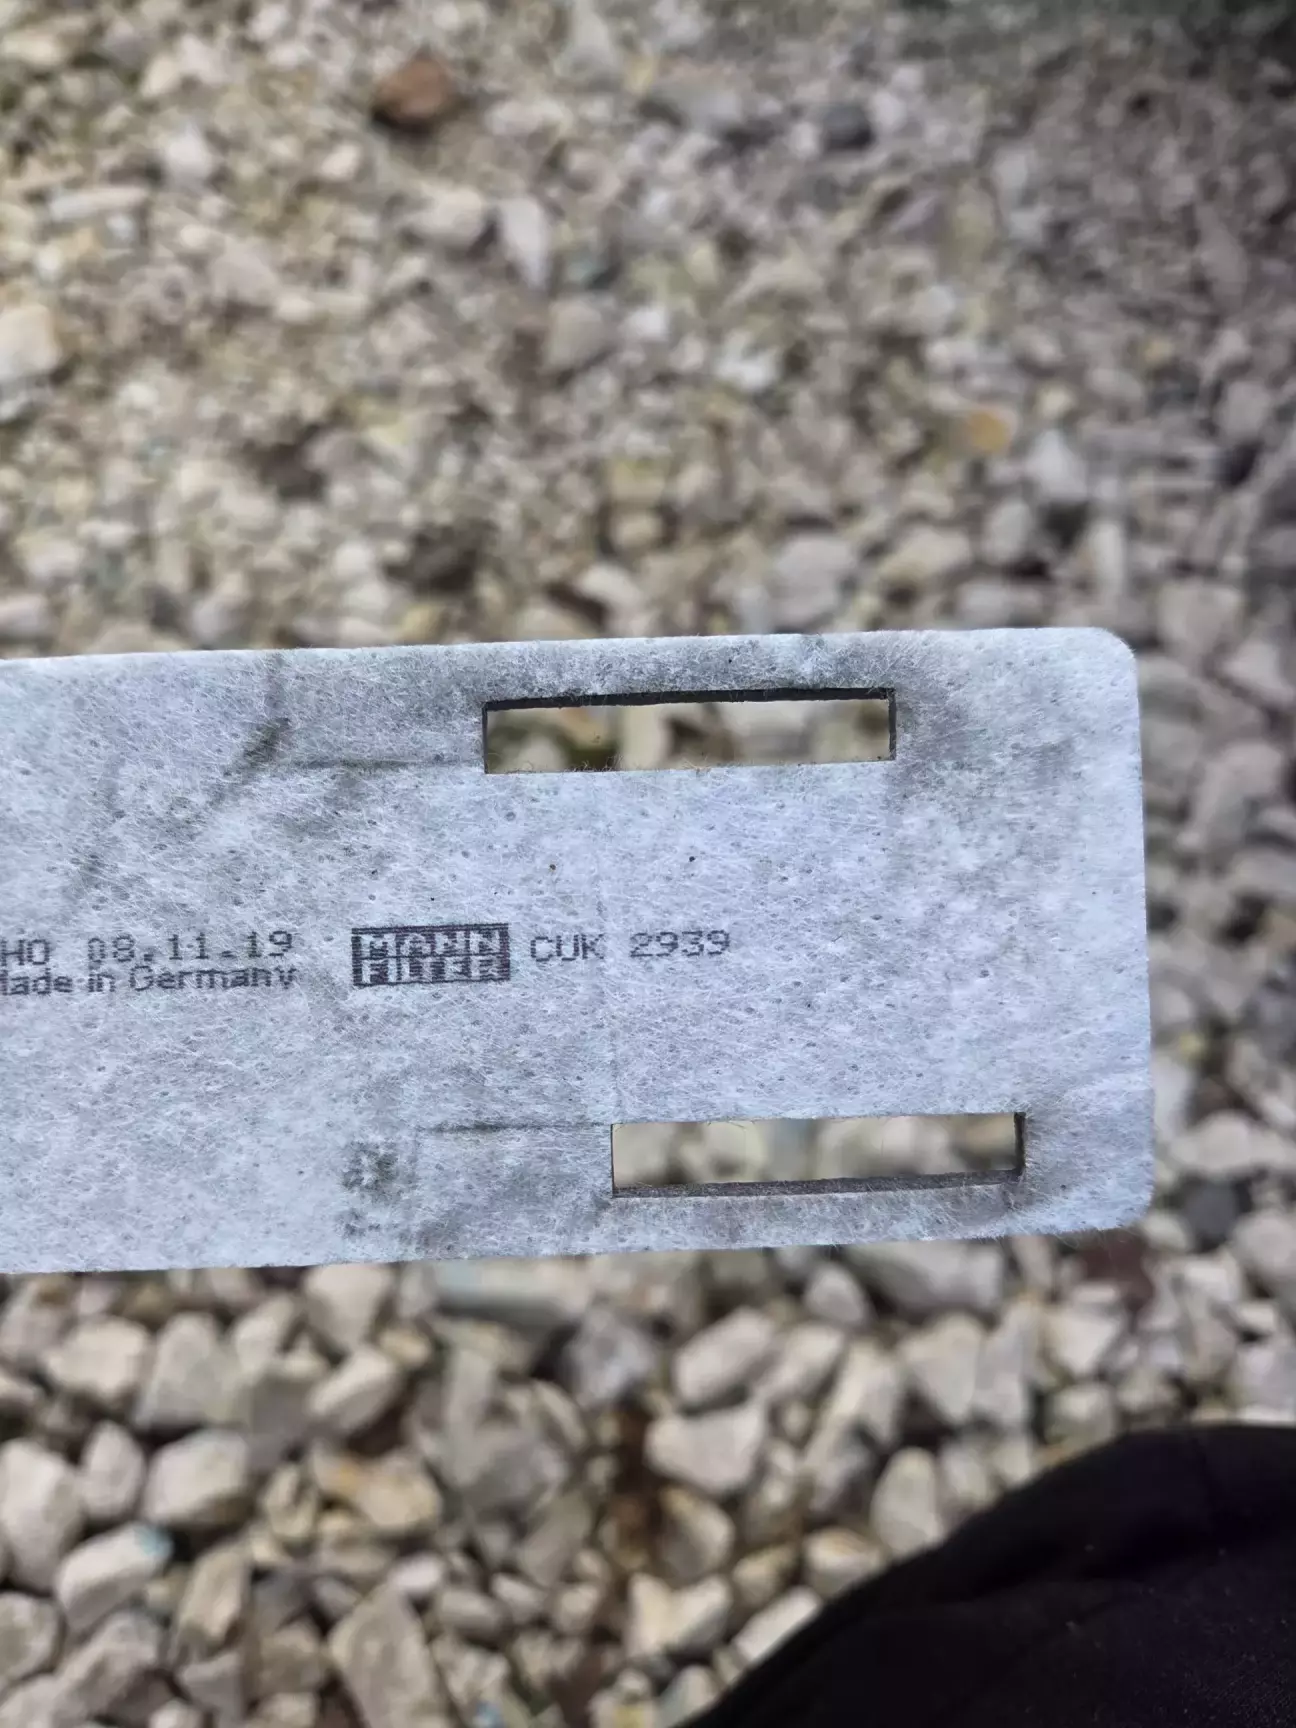 HO 08.11.19
Made in Germany
MANN
FILTER
CUK 2939